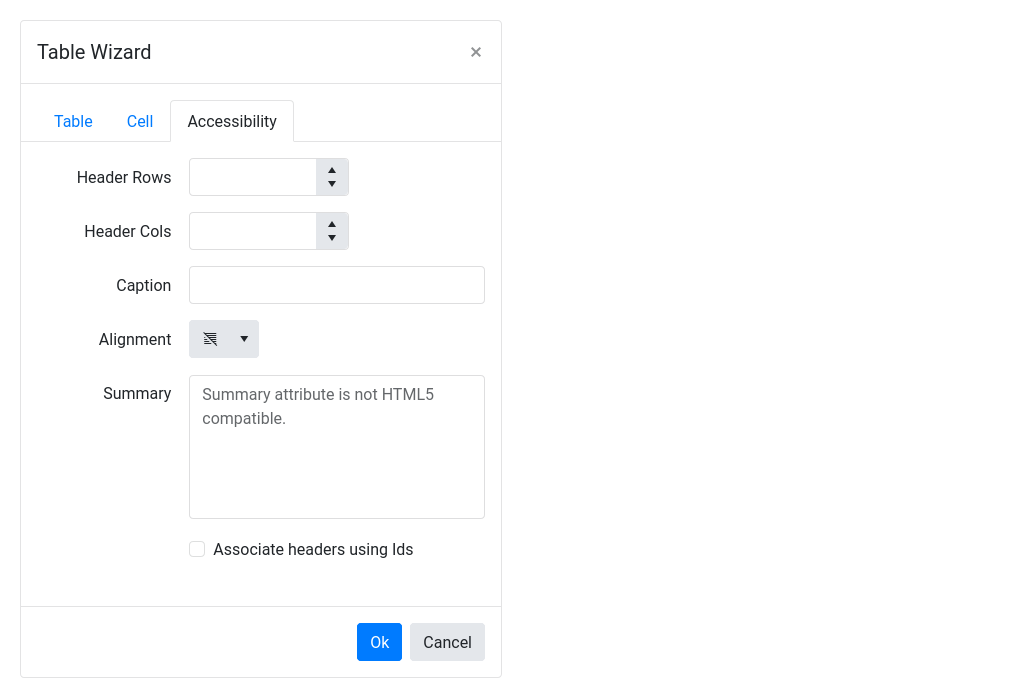 Table Wizard
Table
Cell
Accessibility
Header Rows
Header Cols
Caption
Alignment
Summary
Summary attribute is not HTML5
compatible.
Associate headers using Ids
Ok
Cancel